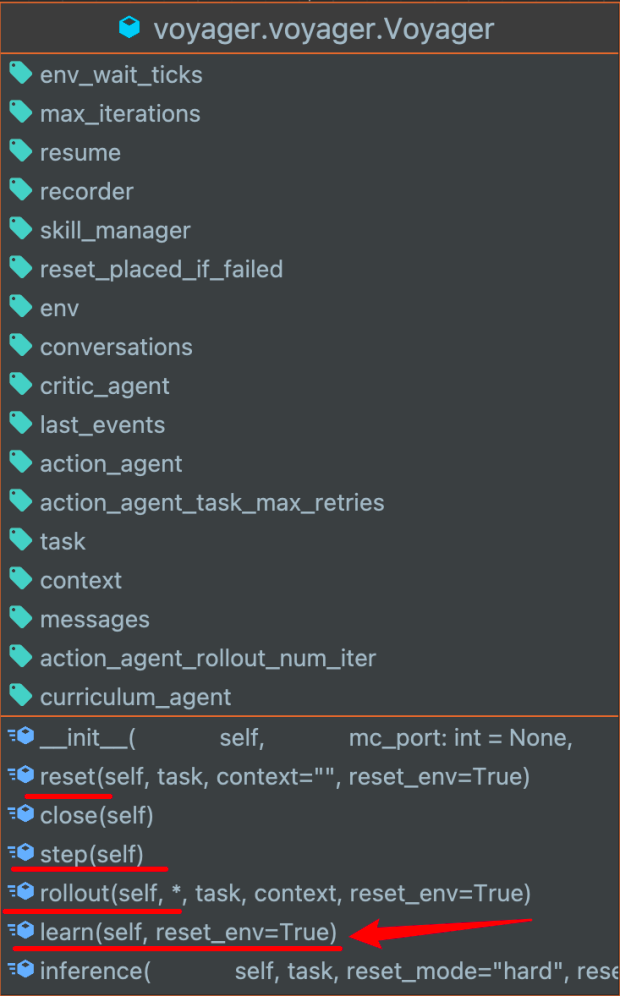 voyager.voyager.Voyager
env_wait_ticks
max_iterations
resume
recorder
skill_manager
reset_placed_if_failed
env
conversations
critic_agent
last_events
action_agent
action_agent_task_max_retries
task
context
messages
action_agent_rollout_num_iter
curriculum_agent
__init__( self, mc_port: int = None,
reset(self, task, context="", reset_env=True)
close(self)
step(self)
rollout(self, *, task, context, reset_env=True)
learn(self, reset_env=True)
inference( self, task, reset_mode="hard", rese